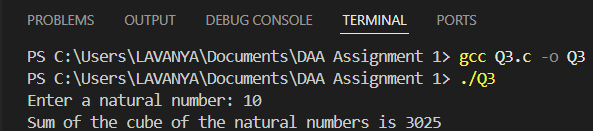 PROBLEMS OUTPUT DEBUG CONSOLE TERMINAL PORTS
PS C:\Users\LAVANYA\Documents\DAA Assignment 1> gcc Q3.c -o Q3
PS C:\Users\LAVANYA\Documents\DAA Assignment 1> ./Q3
Enter a natural number: 10
Sum of the cube of the natural numbers is 3025